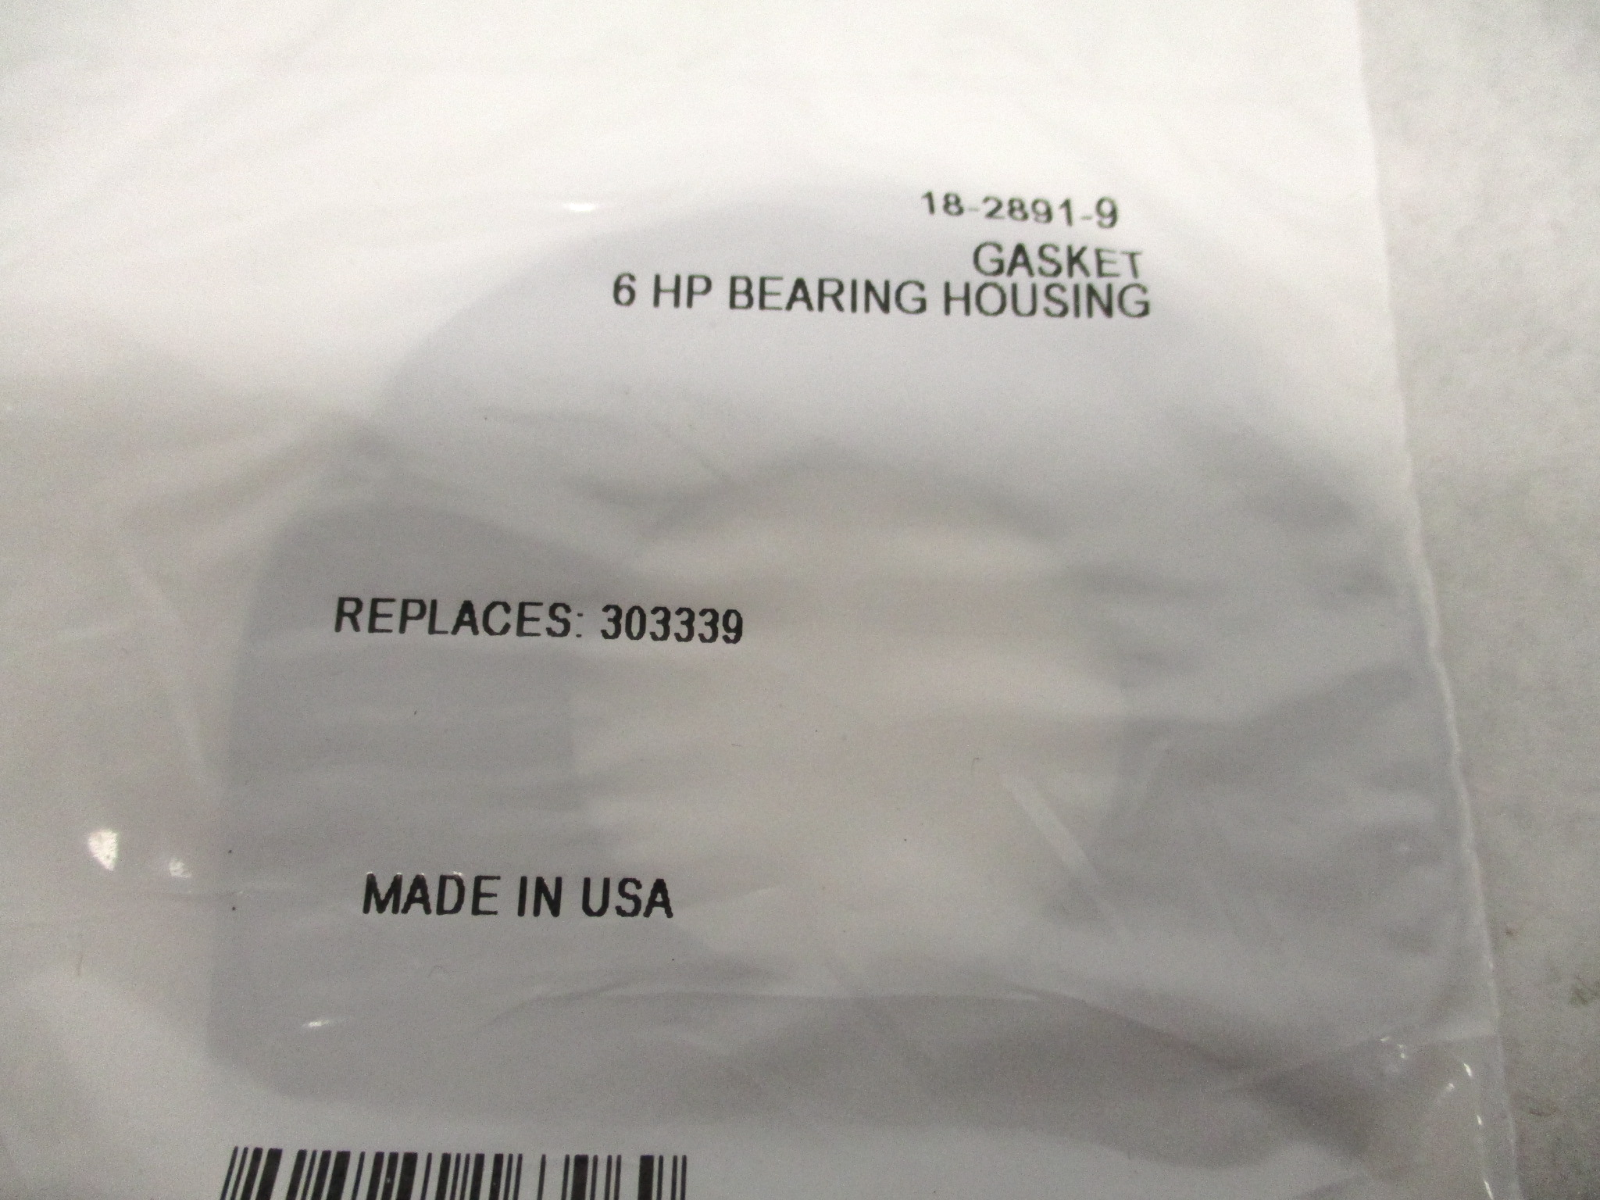 18-2891-9
GASKET
6 HP BEARING HOUSING
REPLACES: 303339
MADE IN USA